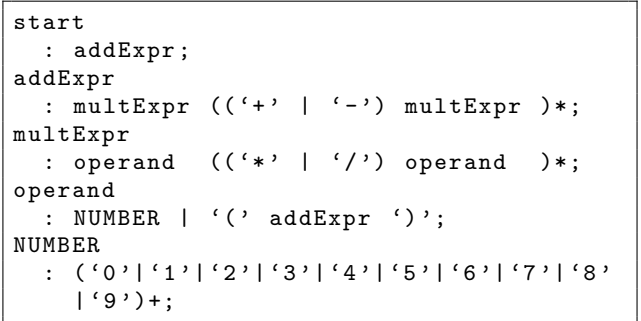 start
  : addExpr;
addExpr
  : multExpr ((‘+’ | ‘-’) multExpr )*;
multExpr
  : operand  ((‘*’ | ‘/’) operand  )*;
operand
  : NUMBER | ‘(’ addExpr ‘)’;
NUMBER
  : (‘0’|‘1’|‘2’|‘3’|‘4’|‘5’|‘6’|‘7’|‘8’
    |‘9’)+;